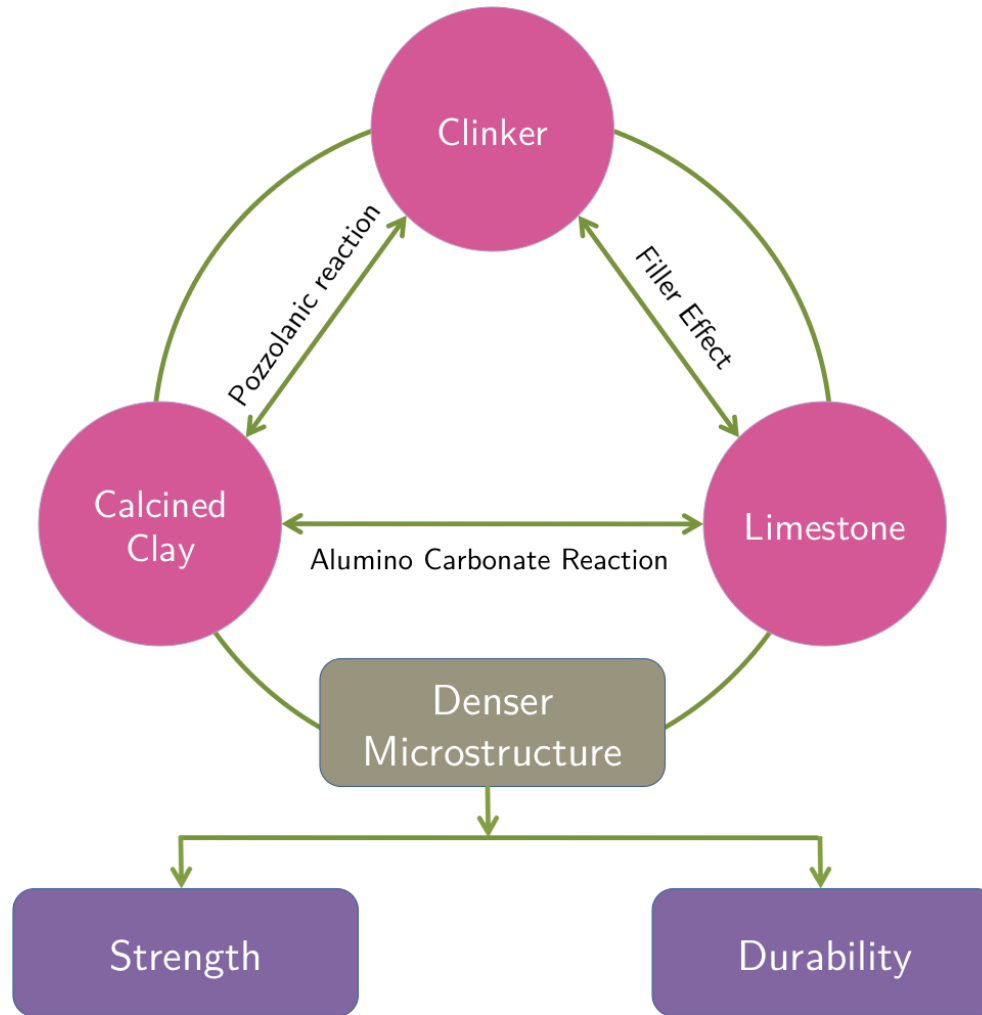 Clinker
Pozzolanic reaction
Filler Effect
Calcined
Clay
Limestone
Alumino Carbonate Reaction
Denser
Microstructure
Strength
Durability